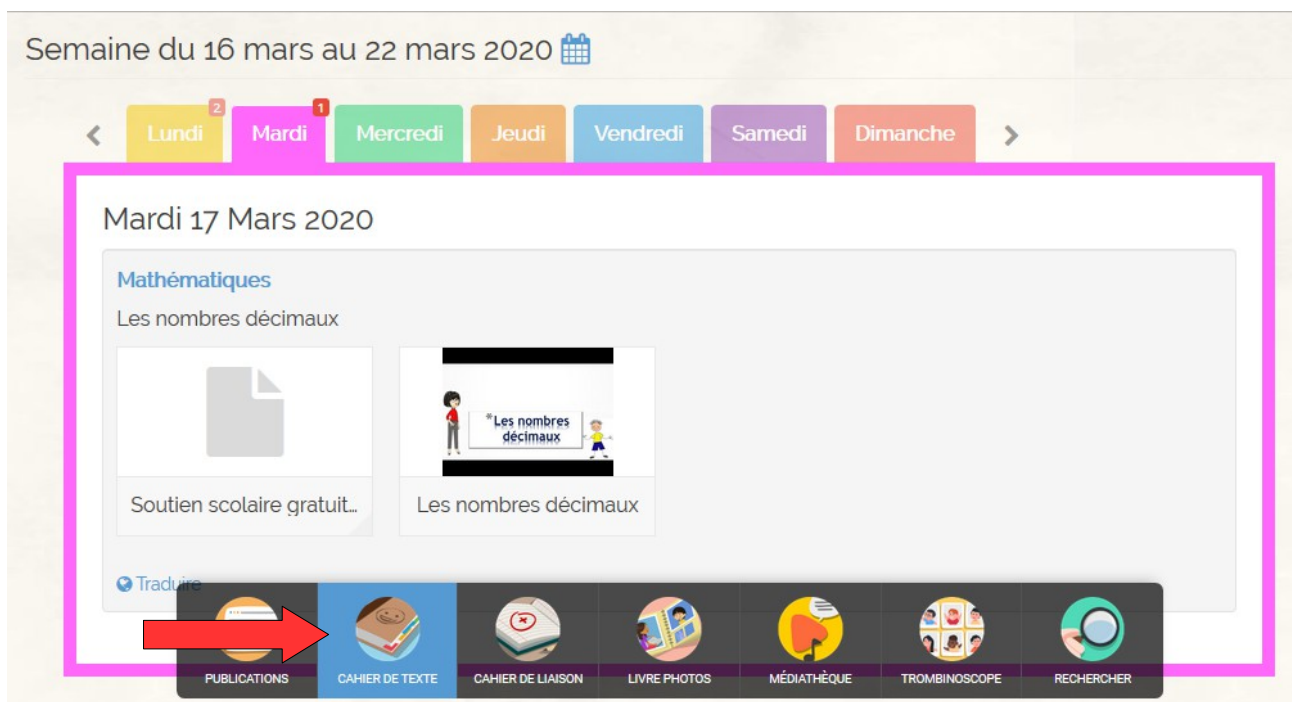 Semaine du 16 mars au 22 mars 2020
Lundi 2 Mardi 1 Mercredi Jeudi Vendredi Samedi Dimanche
Mardi 17 Mars 2020
Mathématiques
Les nombres décimaux
*Les nombres
décimaux
Soutien scolaire gratuit... Les nombres décimaux
Traduire
PUBLICATIONS CAHIER DE TEXTE CAHIER DE LIAISON LIVRE PHOTOS MÉDIATHÈQUE TROMBINOSCOPE RECHERCHER